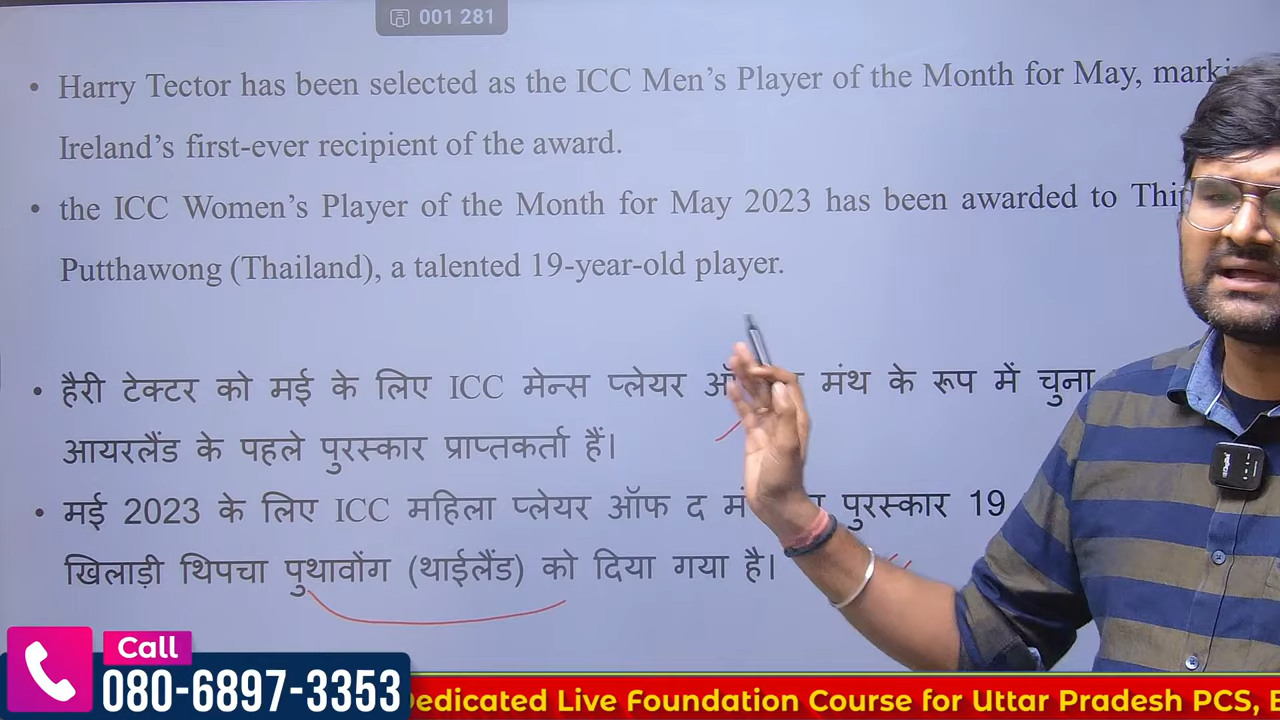 001 281
• Harry Tector has been selected as the ICC Men's Player of the Month for May,
Ireland's first-ever recipient of the award.
• the ICC Women's Player of the Month for May 2023 has been awarded to
Putthawong (Thailand), a talented 19-year-old player.
• हैरी टेक्टर को मई के लिए ICC मेन्स प्लेयर मंथ के रूप में चुना
आयरलैंड के पहले पुरस्कार प्राप्तकर्ता हैं।
• मई 2023 के लिए ICC महिला प्लेयर ऑफ द पुरस्कार 19
खिलाड़ी थिपचा पुथावोंग (थाईलैंड) को दिया गया है।
Call
080-6897-3353
Dedicated Live Foundation Course for Uttar Pradesh PCS,